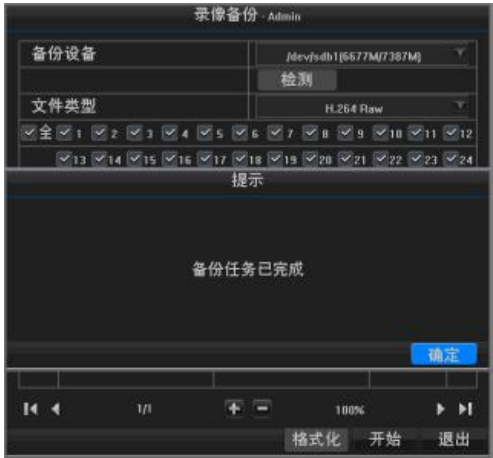 录像备份 - Admin
备份设备 /dev/sdb1(6677M/7387M)
检测
文件类型 H.264 Raw
全 1 2 3 4 5 6 7 8 9 10 11 12
13 14 15 16 17 18 19 20 21 22 23 24
提示
备份任务已完成
确定
1/1 100%
格式化 开始 退出